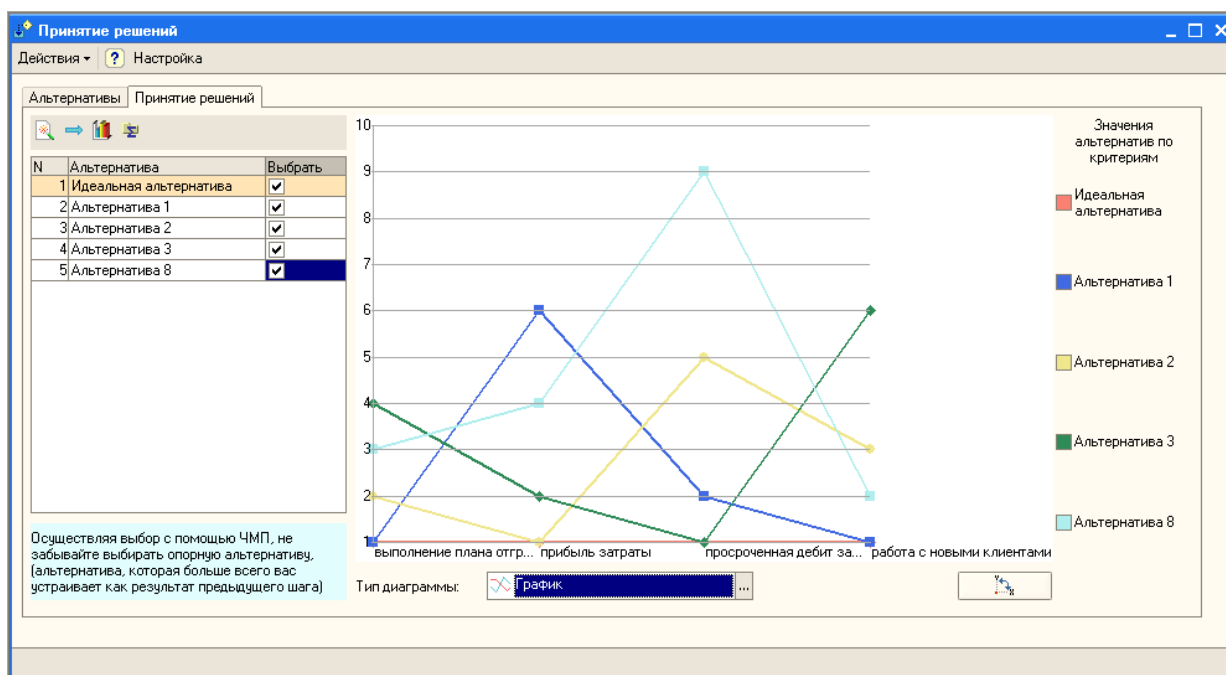 Принятие решений
Действия Настройка
Альтернативы Принятие решений
N Альтернатива Выбрать
1 Идеальная альтернатива
2 Альтернатива 1
3 Альтернатива 2
4 Альтернатива 3
5 Альтернатива 8
Осуществляя выбор с помощью ЧМП, не
забывайте выбирать опорную альтернативу,
(альтернатива, которая больше всего вас
устраивает как результат предыдущего шага)
10
9
8
7
6
5
4
3
2
1
выполнение плана отгр... прибыль затраты просроченная дебит за... работа с новыми клиентами
Тип диаграммы: График ...
Значения
альтернатив по
критериям
Идеальная
альтернатива
Альтернатива 1
Альтернатива 2
Альтернатива 3
Альтернатива 8